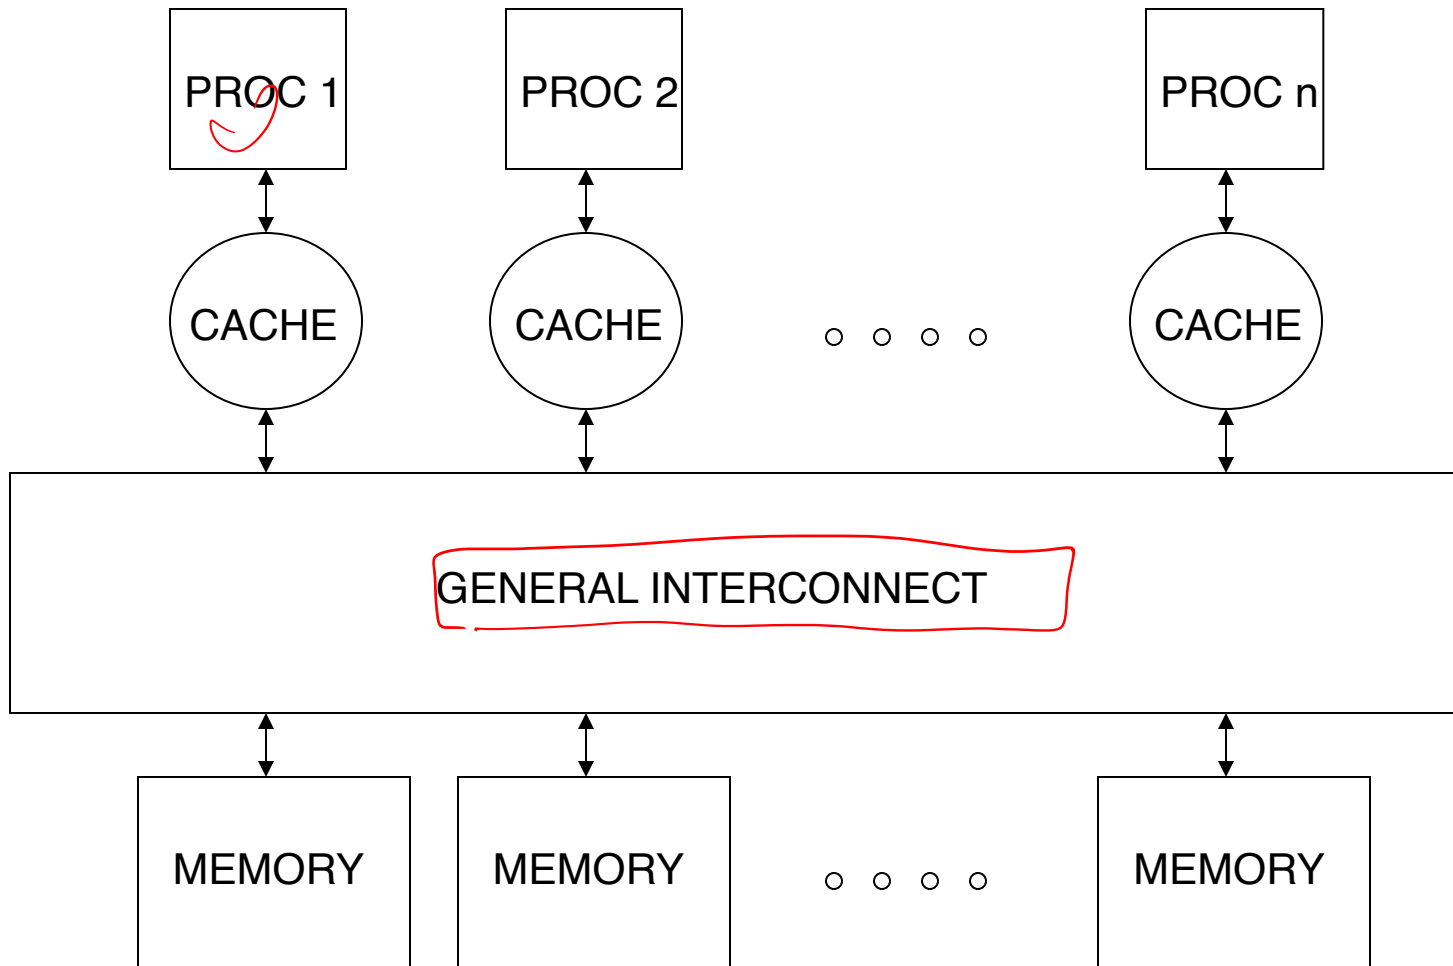 PROC 1 PROC 2 PROC n
CACHE CACHE CACHE
GENERAL INTERCONNECT
MEMORY MEMORY MEMORY